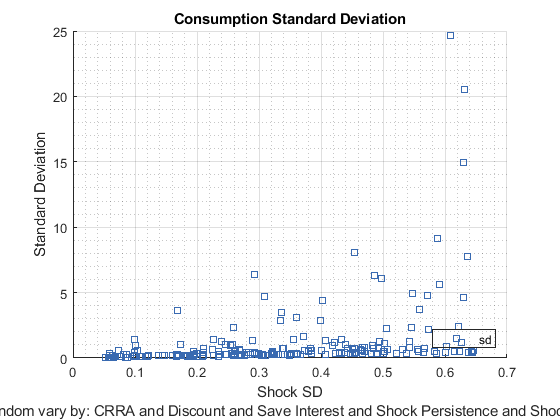 Consumption Standard Deviation
Standard Deviation
25
20
15
10
5
0
sd
0 0.1 0.2 0.3 0.4 0.5 0.6 0.7
Shock SD
ndom vary by: CRRA and Discount and Save Interest and Shock Persistence and Sho